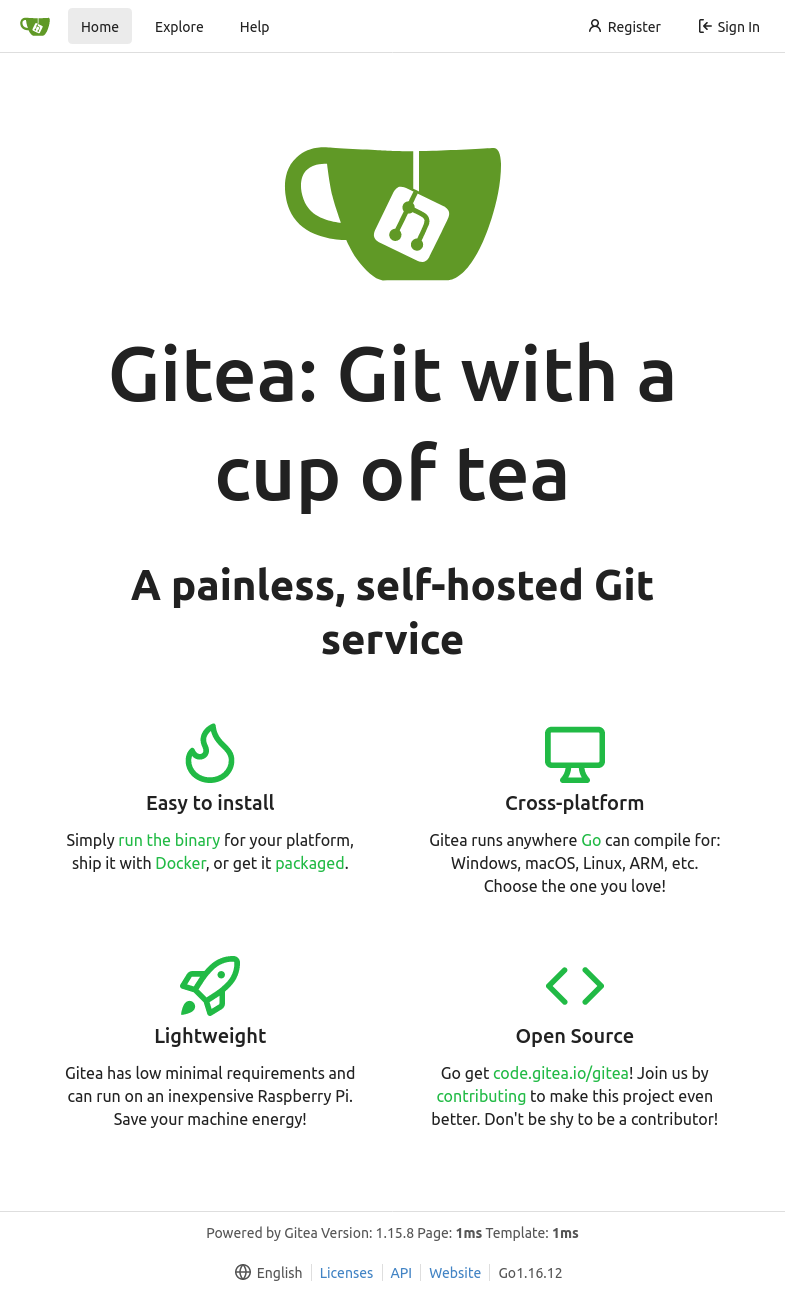 Home Explore Help Register Sign In
Gitea: Git with a
cup of tea
A painless, self-hosted Git
service
Easy to install
Simply run the binary for your platform,
ship it with Docker, or get it packaged.
Cross-platform
Gitea runs anywhere Go can compile for:
Windows, macOS, Linux, ARM, etc.
Choose the one you love!
Lightweight
Gitea has low minimal requirements and
can run on an inexpensive Raspberry Pi.
Save your machine energy!
Open Source
Go get code.gitea.io/gitea! Join us by
contributing to make this project even
better. Don't be shy to be a contributor!
Powered by Gitea Version: 1.15.8 Page: 1ms Template: 1ms
English Licenses API Website Go1.16.12